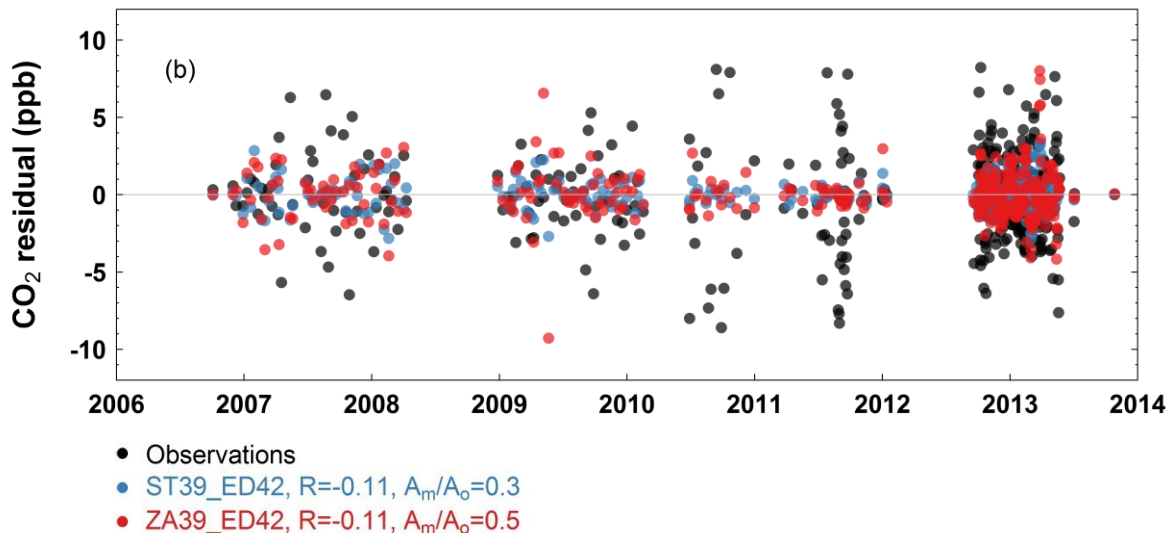 10
(b)
5
0
-5
-10
CO₂ residual (ppb)
2006 2007 2008 2009 2010 2011 2012 2013 2014
Observations
ST39_ED42, R=-0.11, Aₘ/Aₒ=0.3
ZA39_ED42, R=-0.11, Aₘ/Aₒ=0.5